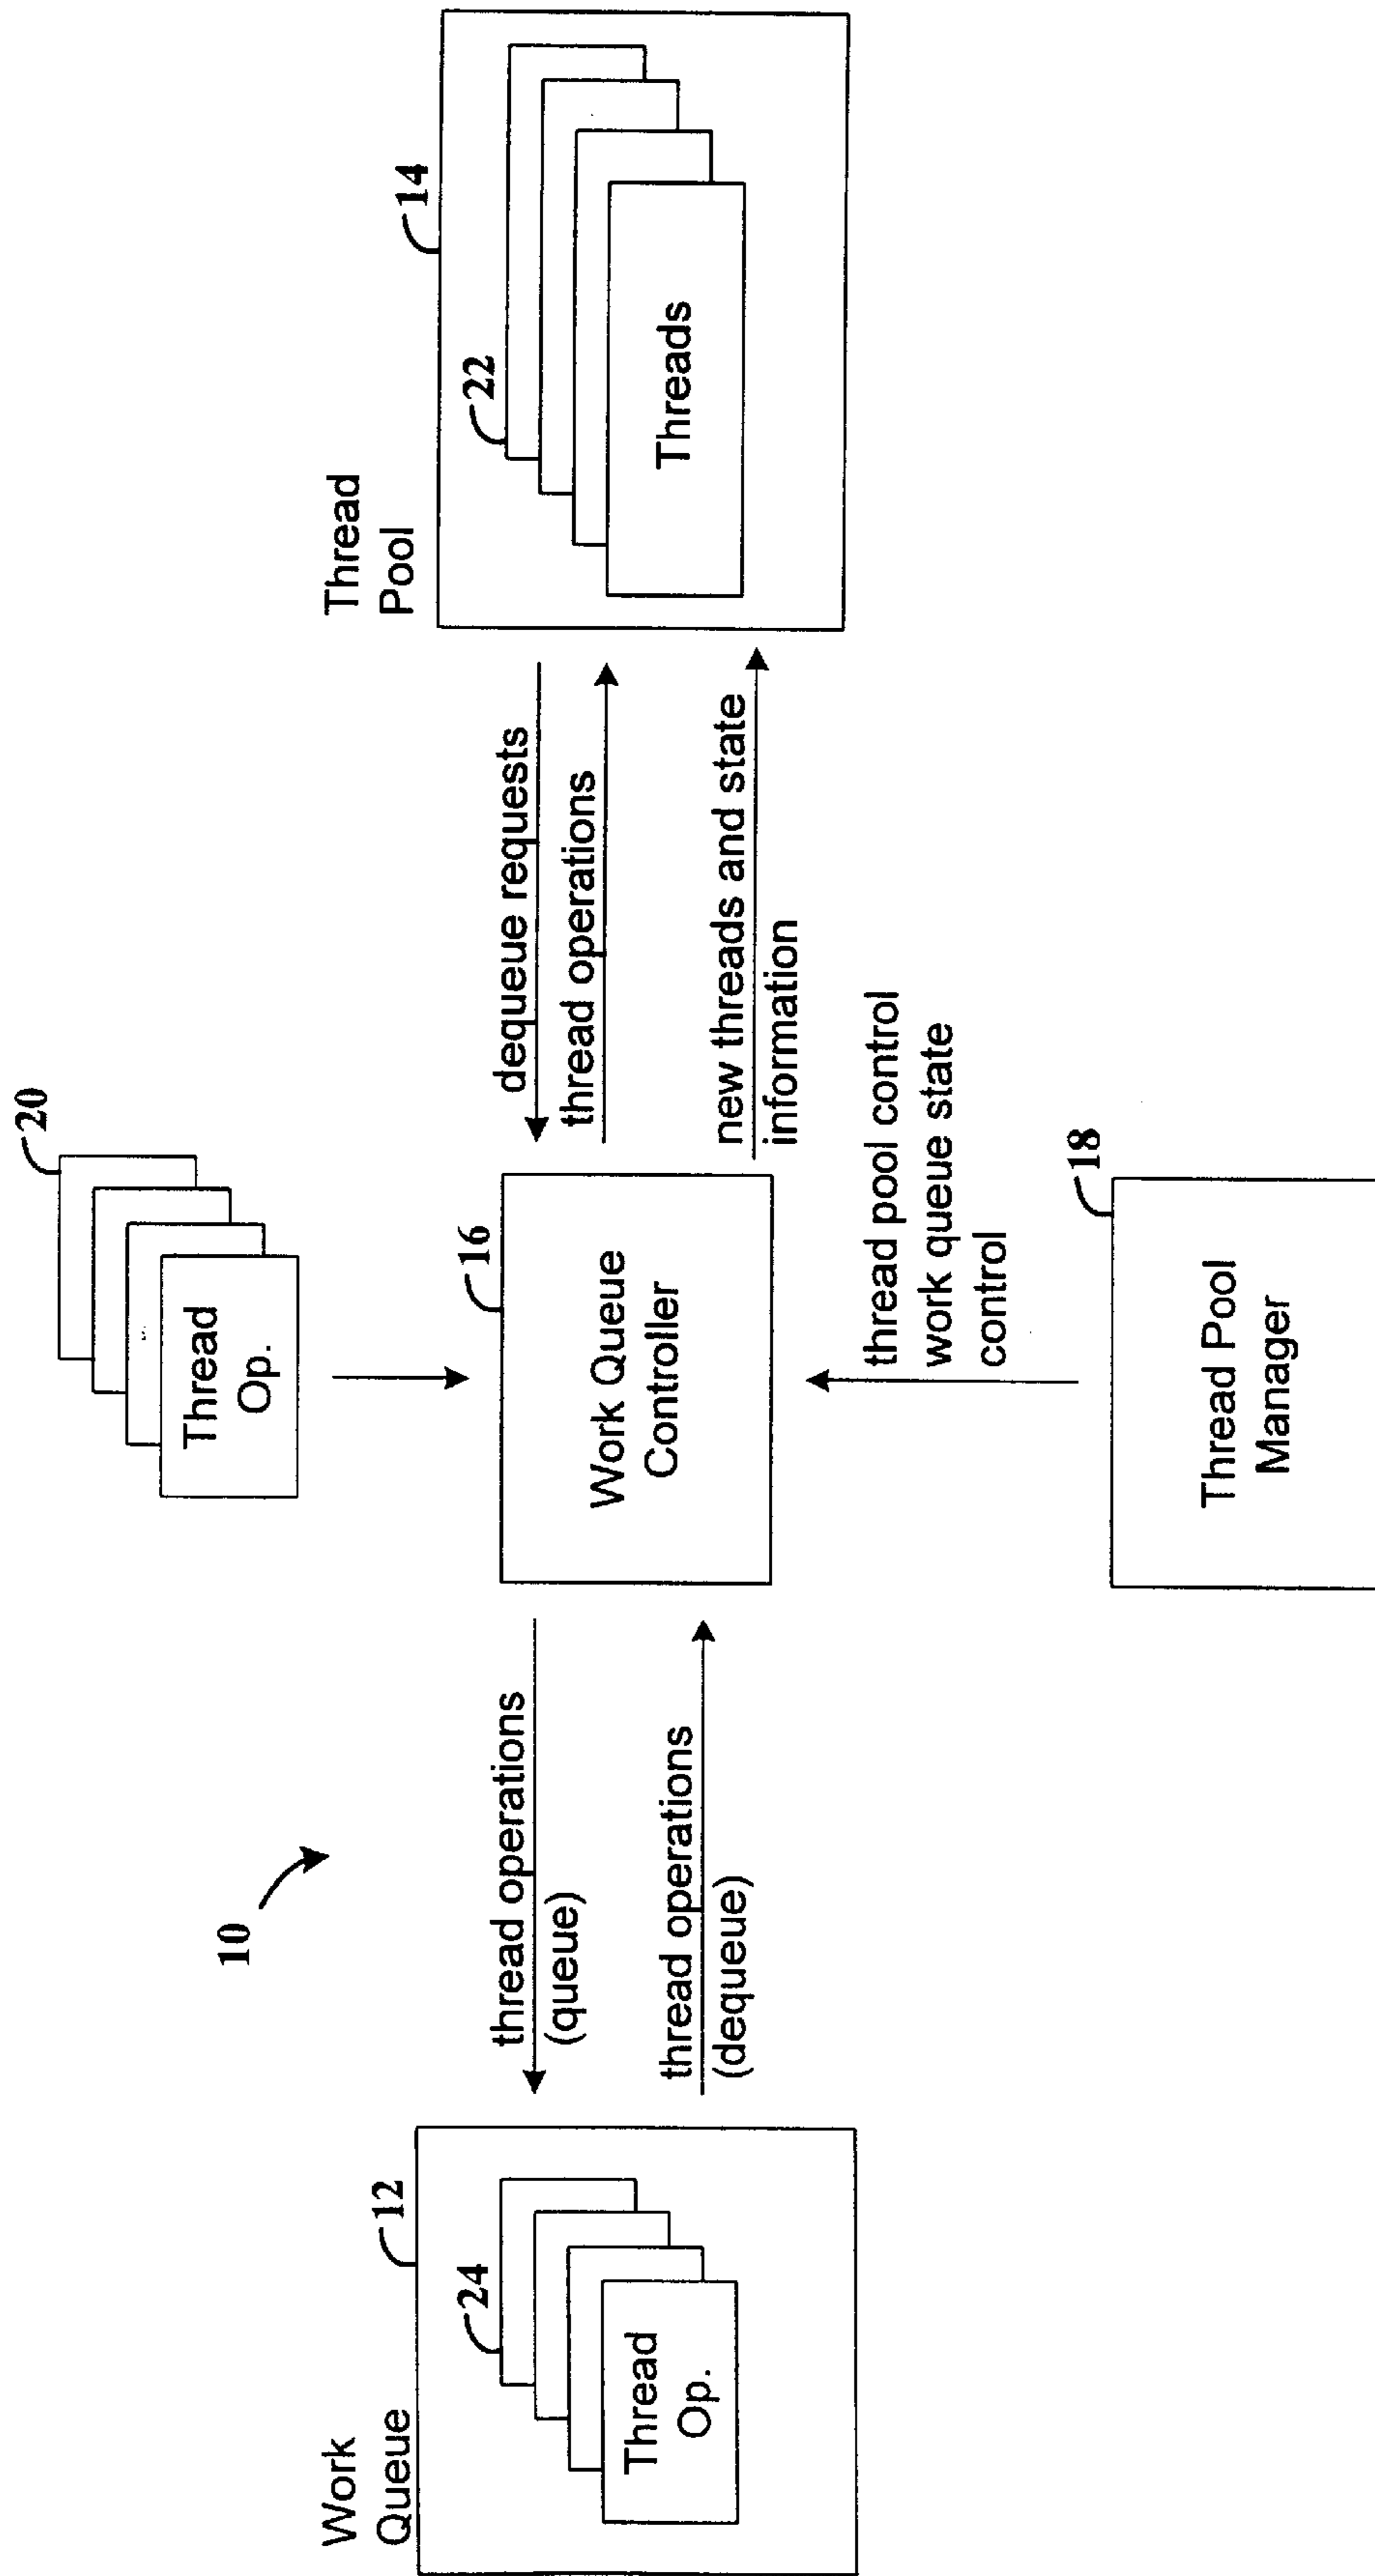 10
20
Thread
Op.
Work
Queue
12
24
Thread
Op.
thread operations
(queue)
thread operations
(dequeue)
16
Work Queue
Controller
dequeue requests
thread operations
new threads and state
information
Thread
Pool
14
22
Threads
thread pool control
work queue state
control
18
Thread Pool
Manager